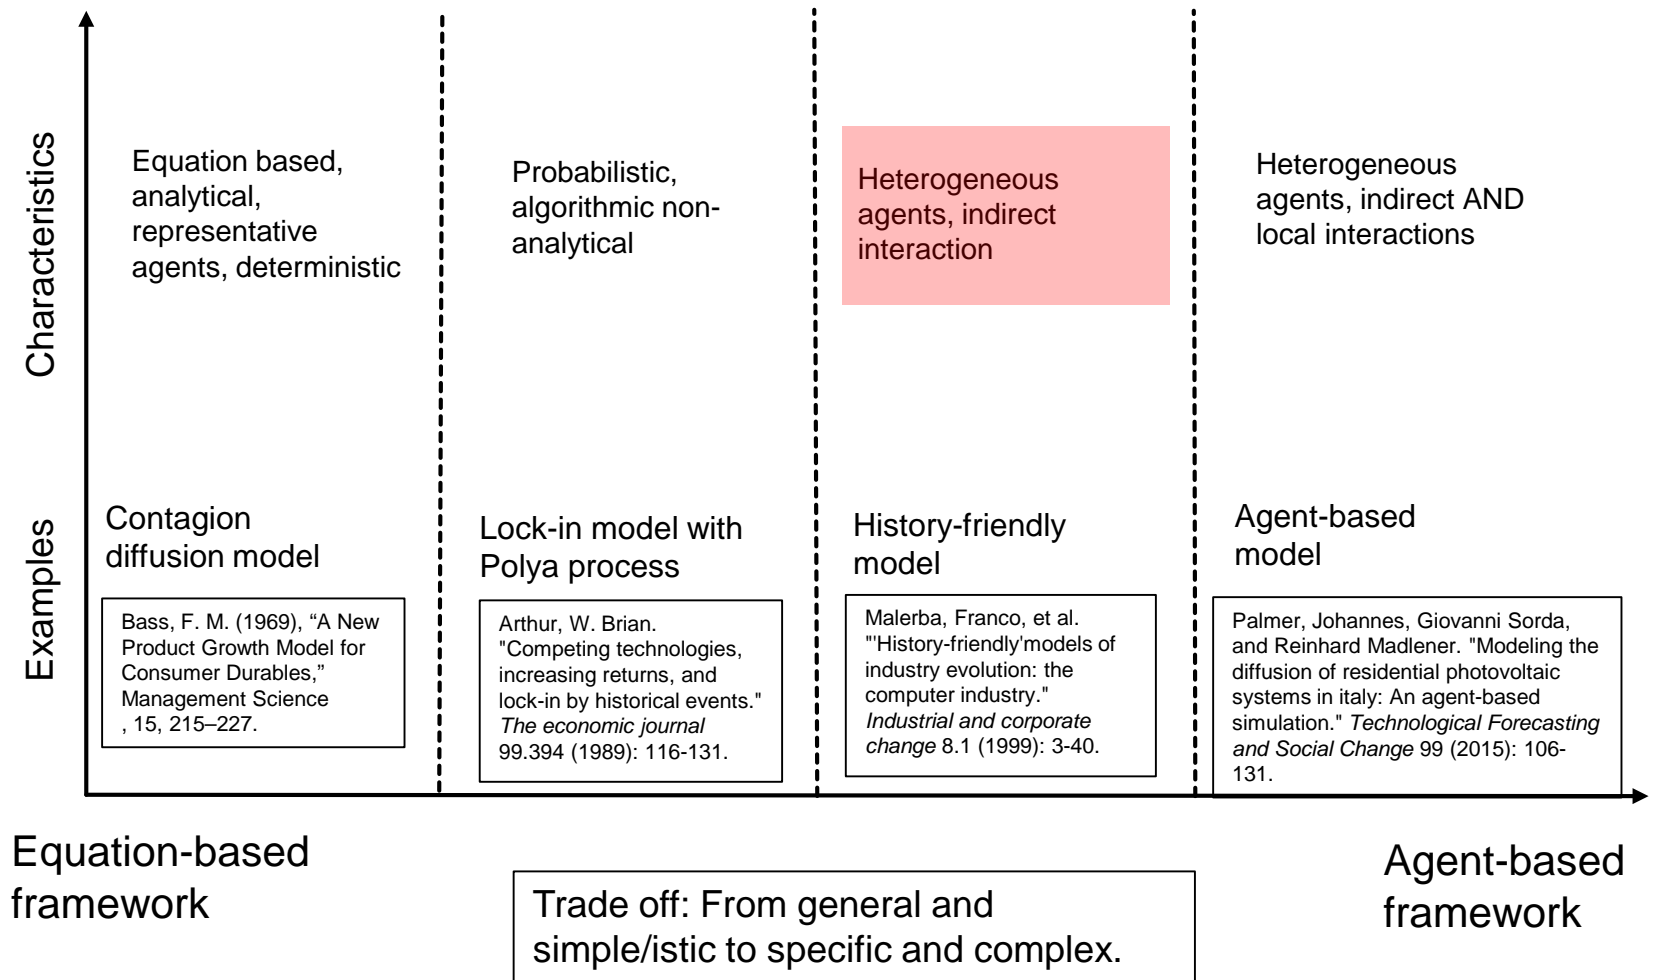 Characteristics
Equation based,
analytical,
representative
agents, deterministic
Probabilistic,
algorithmic non-
analytical
Heterogeneous
agents, indirect
interaction
Heterogeneous
agents, indirect AND
local interactions
Examples
Contagion
diffusion model
Bass, F. M. (1969), “A New
Product Growth Model for
Consumer Durables,”
Management Science
, 15, 215–227.
Lock-in model with
Polya process
Arthur, W. Brian.
"Competing technologies,
increasing returns, and
lock-in by historical events."
The economic journal
99.394 (1989): 116-131.
History-friendly
model
Malerba, Franco, et al.
"'History-friendly'models of
industry evolution: the
computer industry."
Industrial and corporate
change 8.1 (1999): 3-40.
Agent-based
model
Palmer, Johannes, Giovanni Sorda,
and Reinhard Madlener. "Modeling the
diffusion of residential photovoltaic
systems in italy: An agent-based
simulation." Technological Forecasting
and Social Change 99 (2015): 106-
131.
Equation-based
framework
Trade off: From general and
simple/istic to specific and complex.
Agent-based
framework